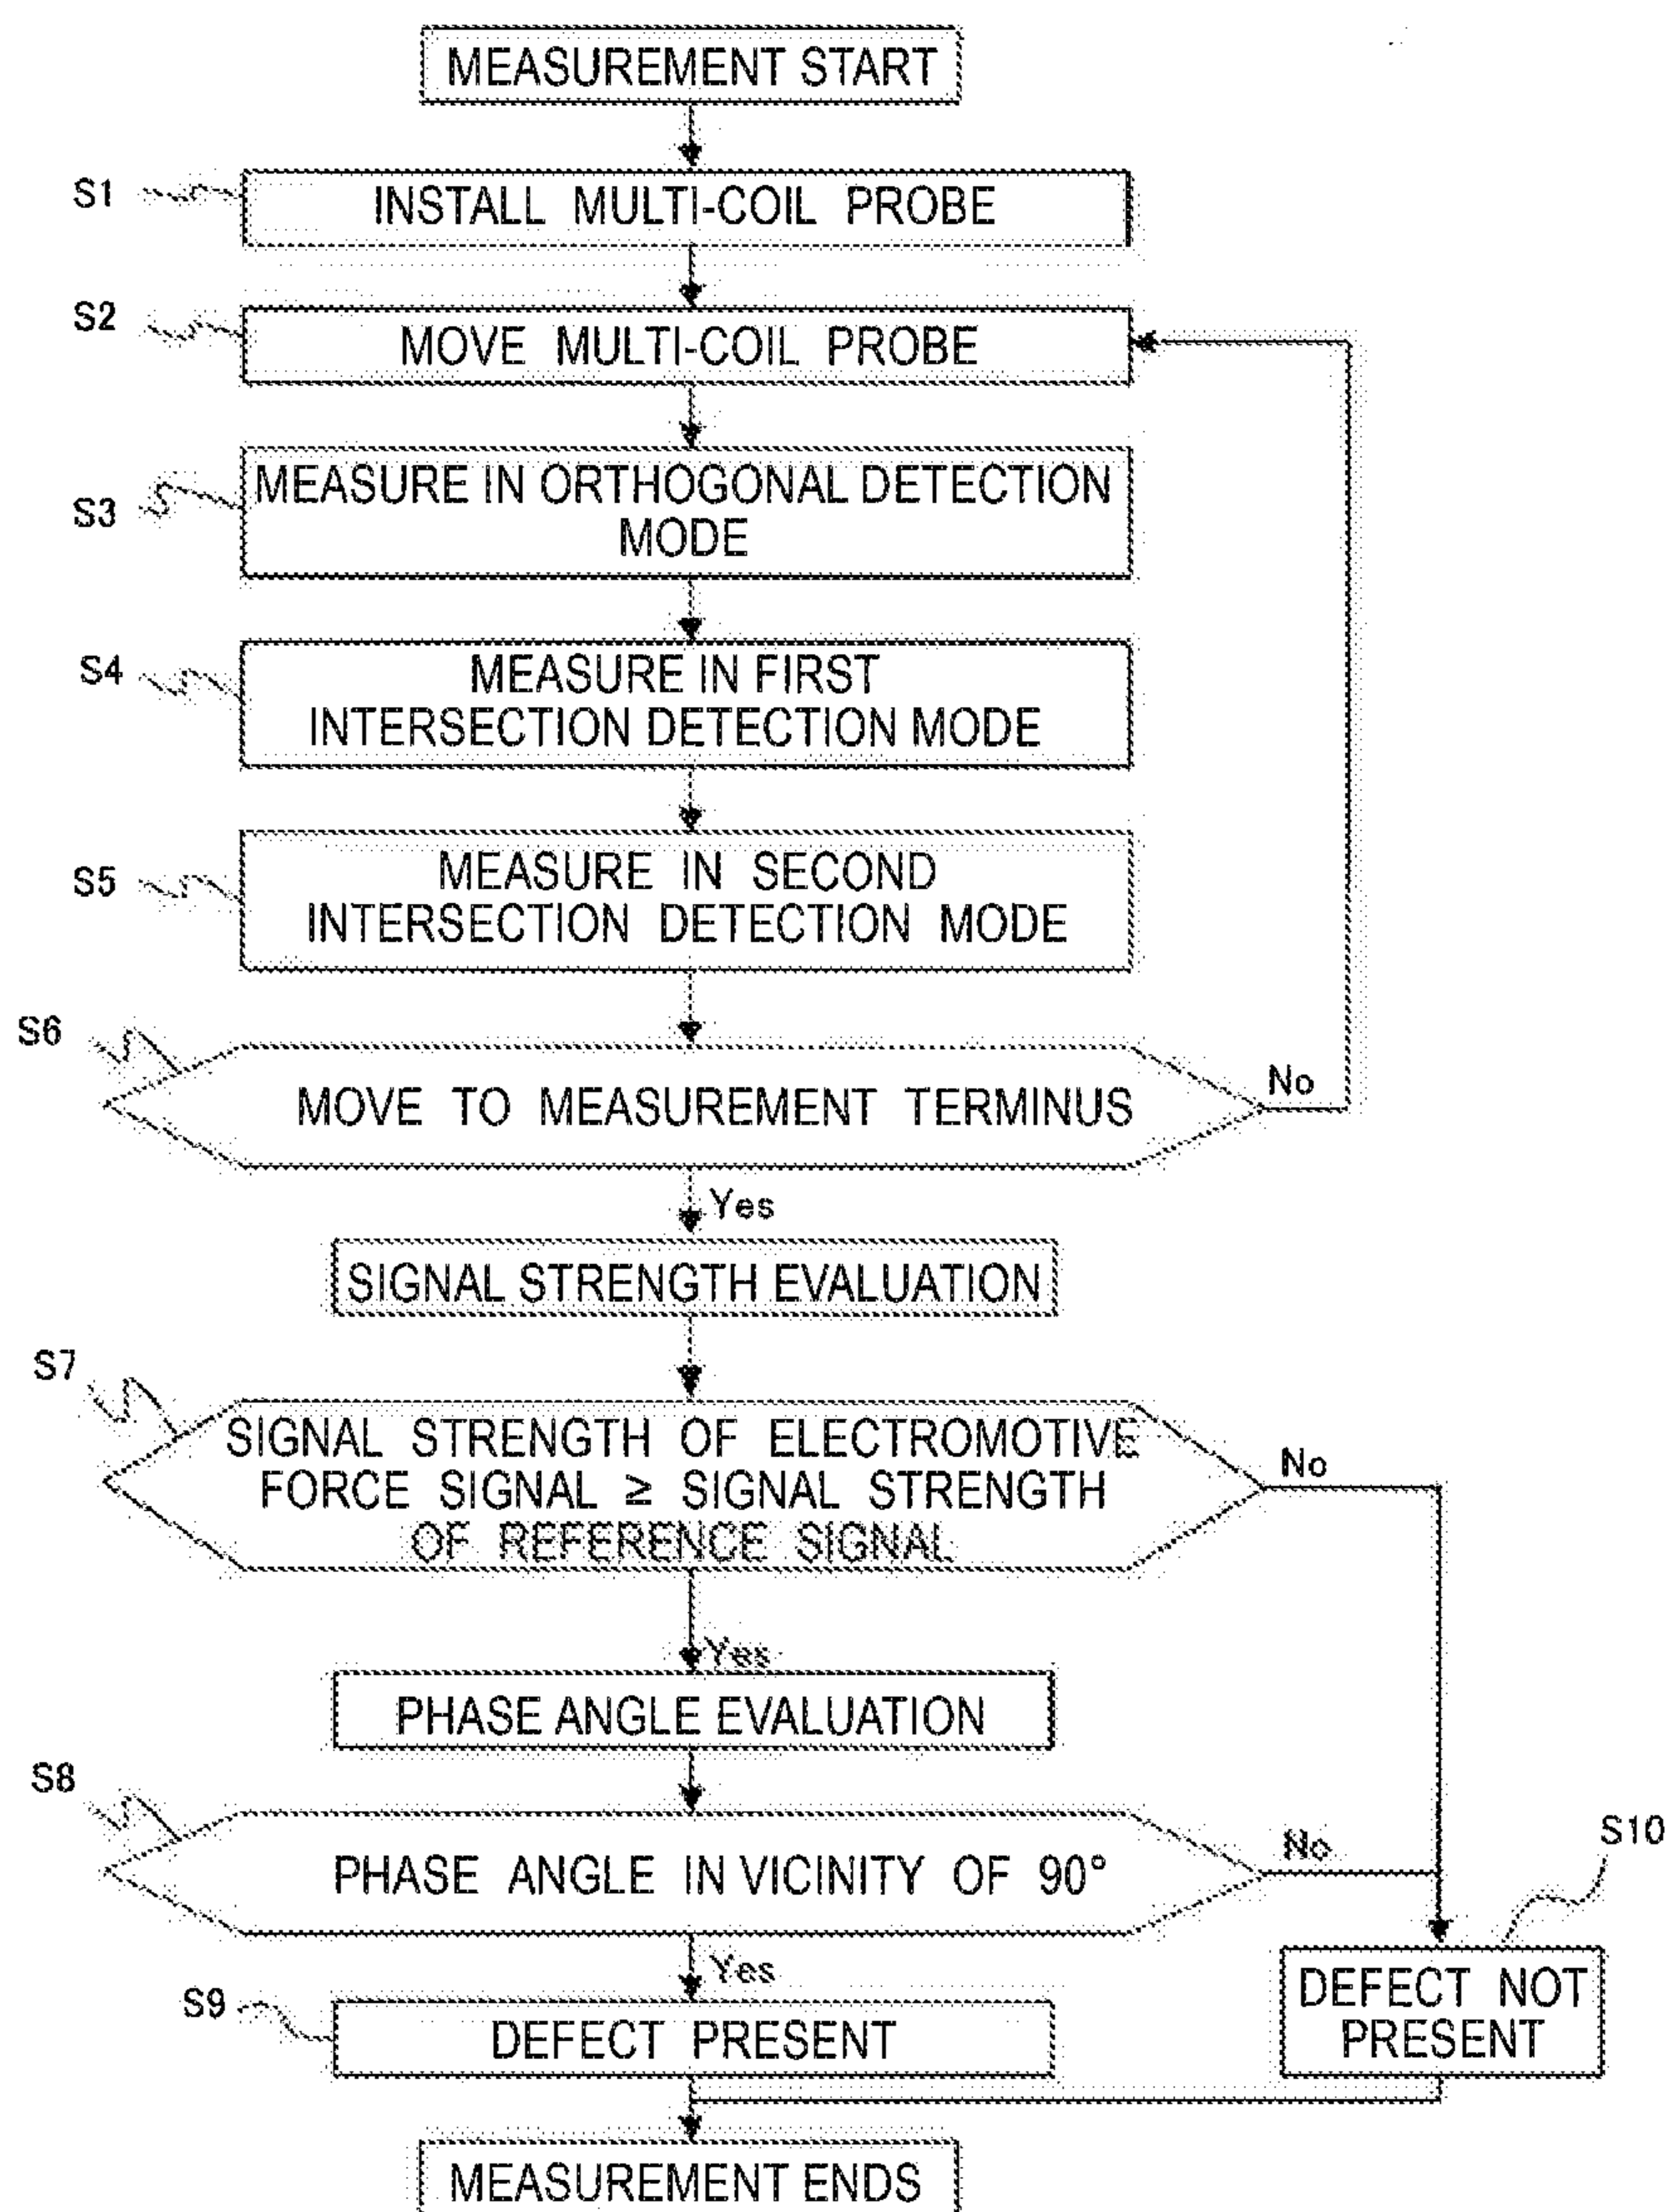 MEASUREMENT START
S1
INSTALL MULTI-COIL PROBE
S2
MOVE MULTI-COIL PROBE
S3
MEASURE IN ORTHOGONAL DETECTION
MODE
S4
MEASURE IN FIRST
INTERSECTION DETECTION MODE
S5
MEASURE IN SECOND
INTERSECTION DETECTION MODE
S6
MOVE TO MEASUREMENT TERMINUS
No
Yes
SIGNAL STRENGTH EVALUATION
S7
SIGNAL STRENGTH OF ELECTROMOTIVE
FORCE SIGNAL ≥ SIGNAL STRENGTH
OF REFERENCE SIGNAL
No
Yes
PHASE ANGLE EVALUATION
S8
PHASE ANGLE IN VICINITY OF 90°
No
S10
Yes
S9
DEFECT PRESENT
DEFECT NOT
PRESENT
MEASUREMENT ENDS